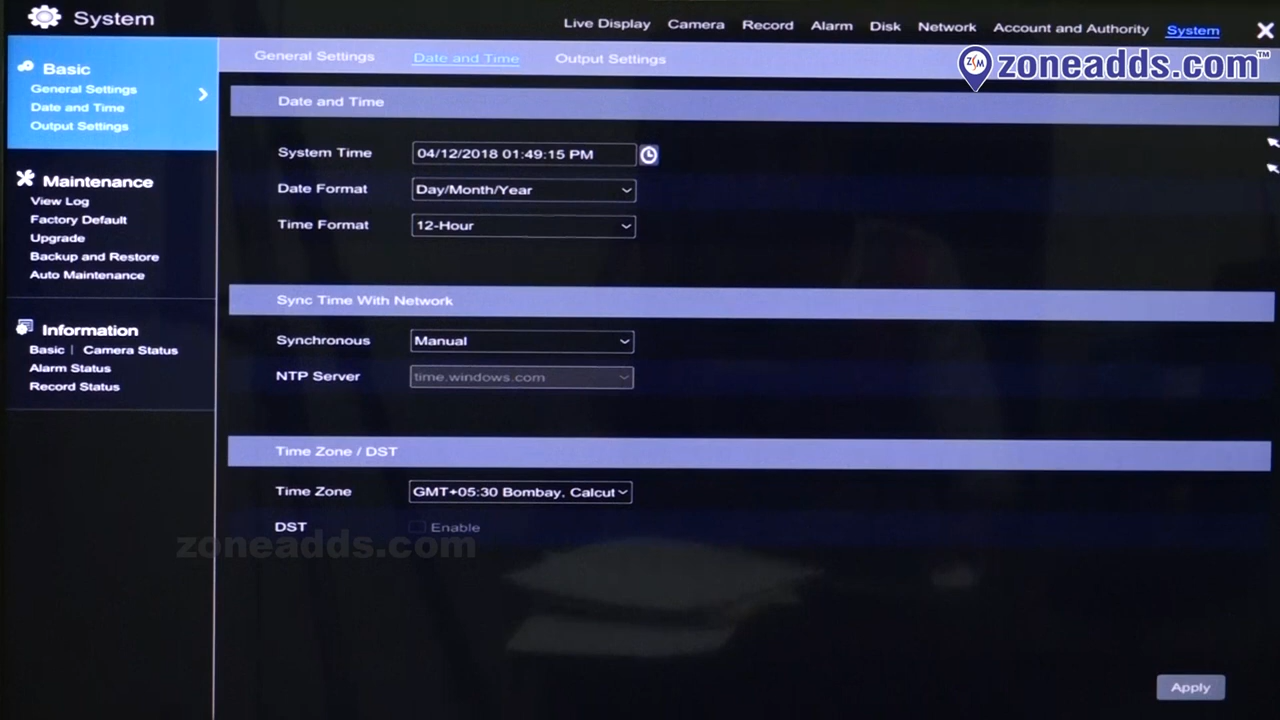 System
Live Display Camera Record Alarm Disk Network Account and Authority System X
General Settings Date and Time Output Settings
ZSM zoneadds.com™
Basic
General Settings
Date and Time
Output Settings
Maintenance
View Log
Factory Default
Upgrade
Backup and Restore
Auto Maintenance
Information
Basic | Camera Status
Alarm Status
Record Status
Date and Time
System Time 04/12/2018 01:49:15 PM
Date Format Day/Month/Year
Time Format 12-Hour
Sync Time With Network
Synchronous Manual
NTP Server time.windows.com
Time Zone / DST
Time Zone GMT+05:30 Bombay, Calcut
DST Enable
zoneadds.com
Apply